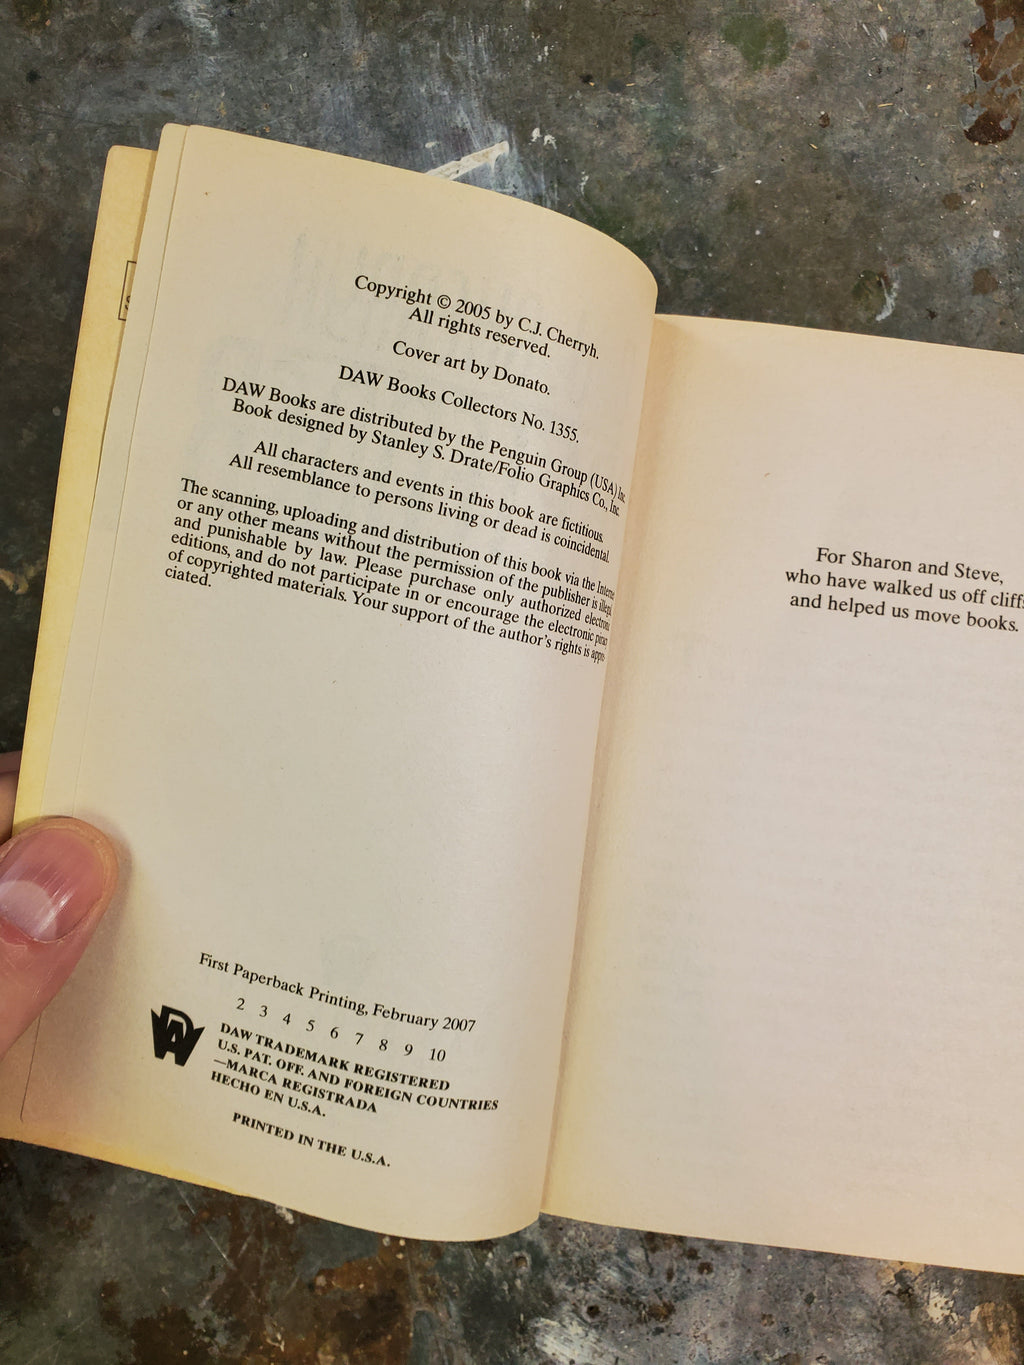 Copyright © 2005 by C.J. Cherryh.
All rights reserved.
Cover art by Donato.
DAW Books Collectors No. 1355.
DAW Books are distributed by the Penguin Group (USA) Inc.
Book designed by Stanley S. Drate/Folio Graphics Co., Inc.
All characters and events in this book are fictitious.
All resemblance to persons living or dead is coincidental.
The scanning, uploading and distribution of this book via the
or any other means without the permission of the publisher is illegal
and punishable by law. Please purchase only authorized
editions, and do not participate in or encourage the electronic
of copyrighted materials. Your support of the author's rights is appre-
ciated.
First Paperback Printing, February 2007
2 3 4 5 6 7 8 9 10
DAW
DAW TRADEMARK REGISTERED
U.S. PAT. OFF. AND FOREIGN COUNTRIES
—MARCA REGISTRADA
HECHO EN U.S.A.
PRINTED IN THE U.S.A.
For Sharon and Steve,
who have walked us off cliffs
and helped us move books.